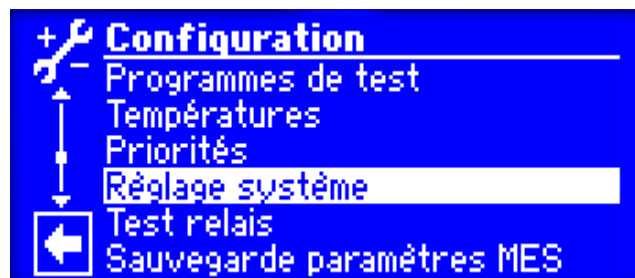 Configuration
Programmes de test
Températures
Priorités
Réglage système
Test relais
Sauvegarde paramètres MES